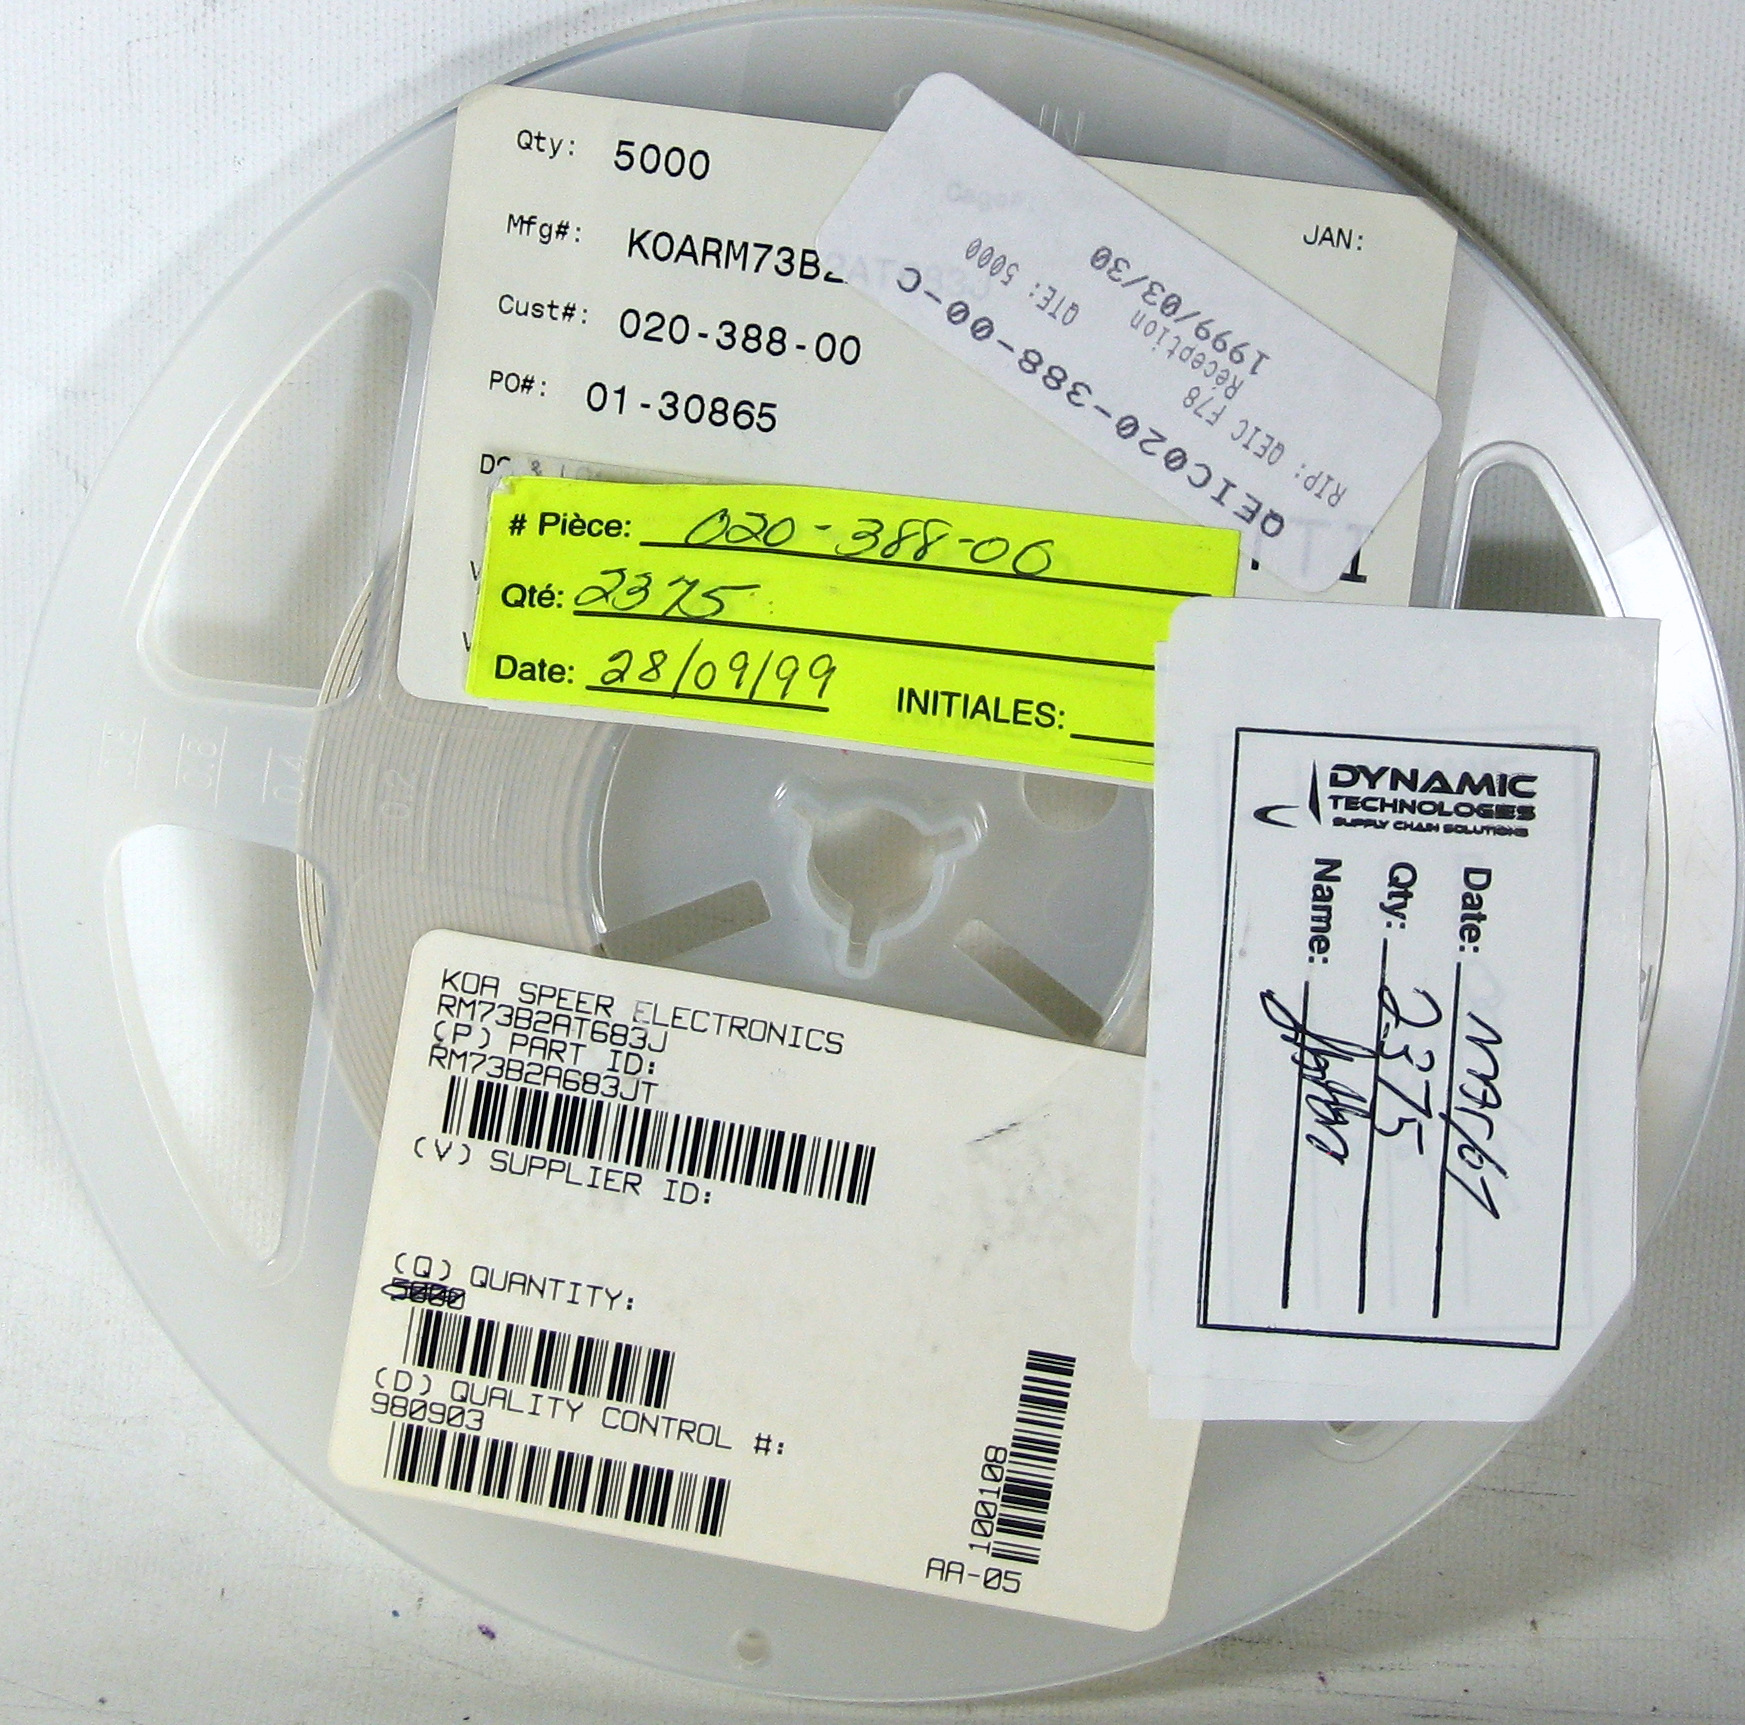 Qty: 5000
JAN:
Mfg#: KOARM73B2
Cust#: 020-388-00
PO#: 01-30865
QEIC020-388-00-C
QTE: 5000
Réception
1999/03/30
RIP: QEIC F78
# Pièce: 020-388-00
Qté: 2375
Date: 28/09/99
INITIALES:
DYNAMIC
TECHNOLOGIES
SUPPLY CHAIN SOLUTIONS
Date:
Qty: 2375
Name:
KOA SPEER ELECTRONICS
RM73B2AT683J
(P) PART ID:
RM73B2A683JT
(V) SUPPLIER ID:
(Q) QUANTITY:
5000
(D) QUALITY CONTROL #:
980903
100108
AA-05